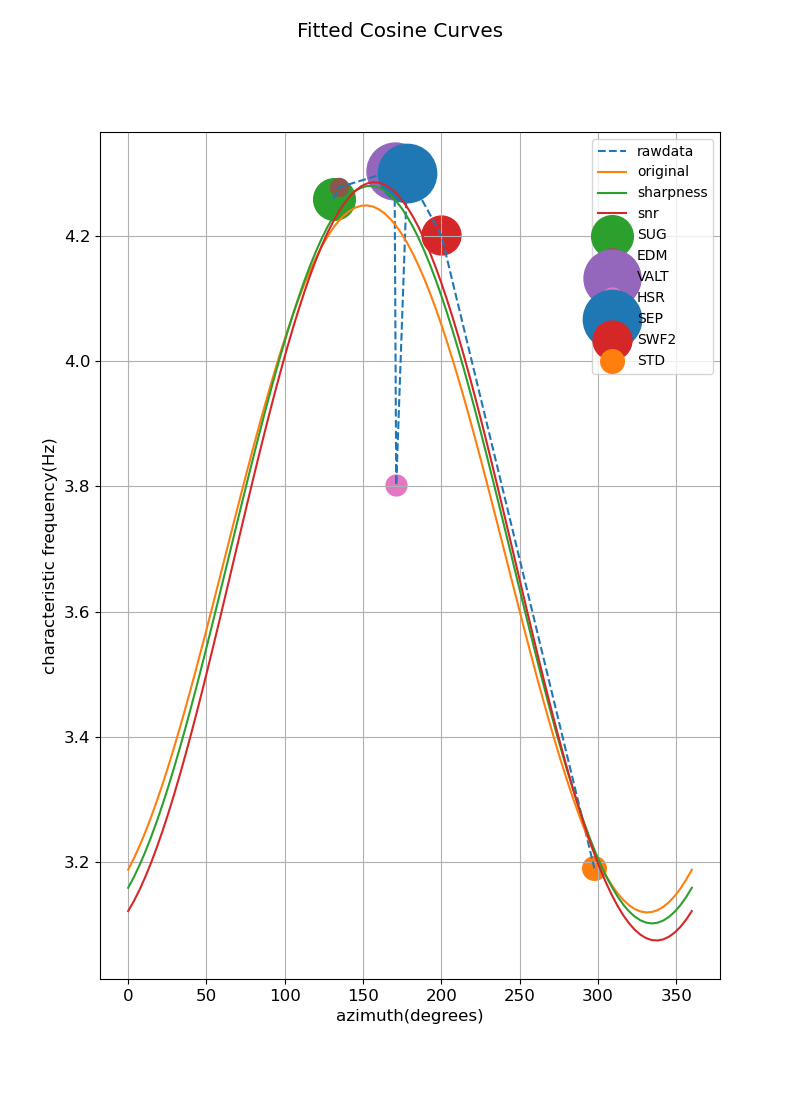 Fitted Cosine Curves
rawdata
original
sharpness
snr
SUG
EDM
VALT
HSR
SEP
SWF2
STD
4.2
4.0
3.8
3.6
3.4
3.2
characteristic frequency(Hz)
0 50 100 150 200 250 300 350
azimuth(degrees)